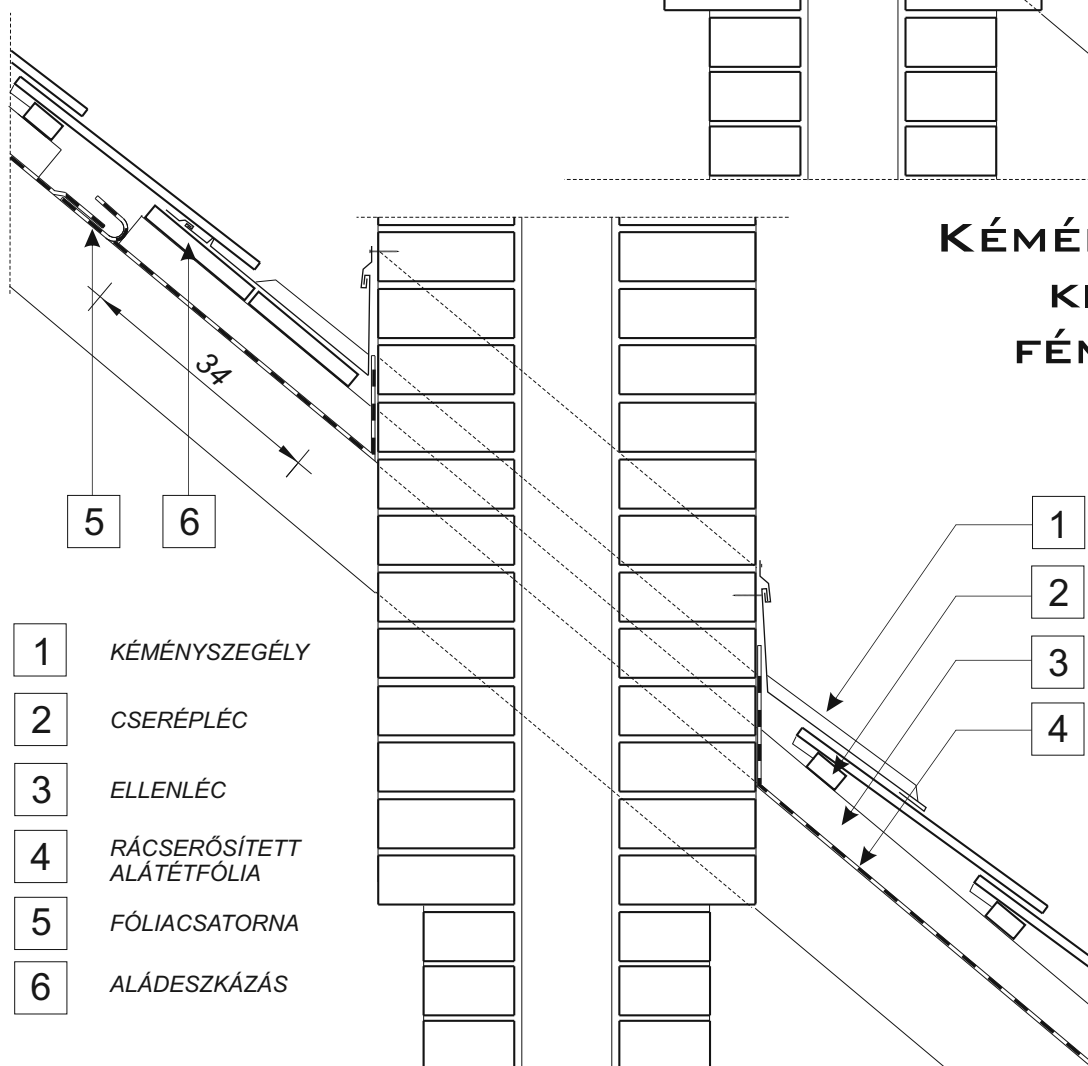 KÉMÉ
34
5
6
1
2
3
4
1 KÉMÉNYSZEGÉLY
2 CSERÉPLÉC
3 ELLENLÉC
4 RÁCSERŐSÍTETT
ALÁTÉTFÓLIA
5 FÓLIACSATORNA
6 ALÁDESZKÁZÁS